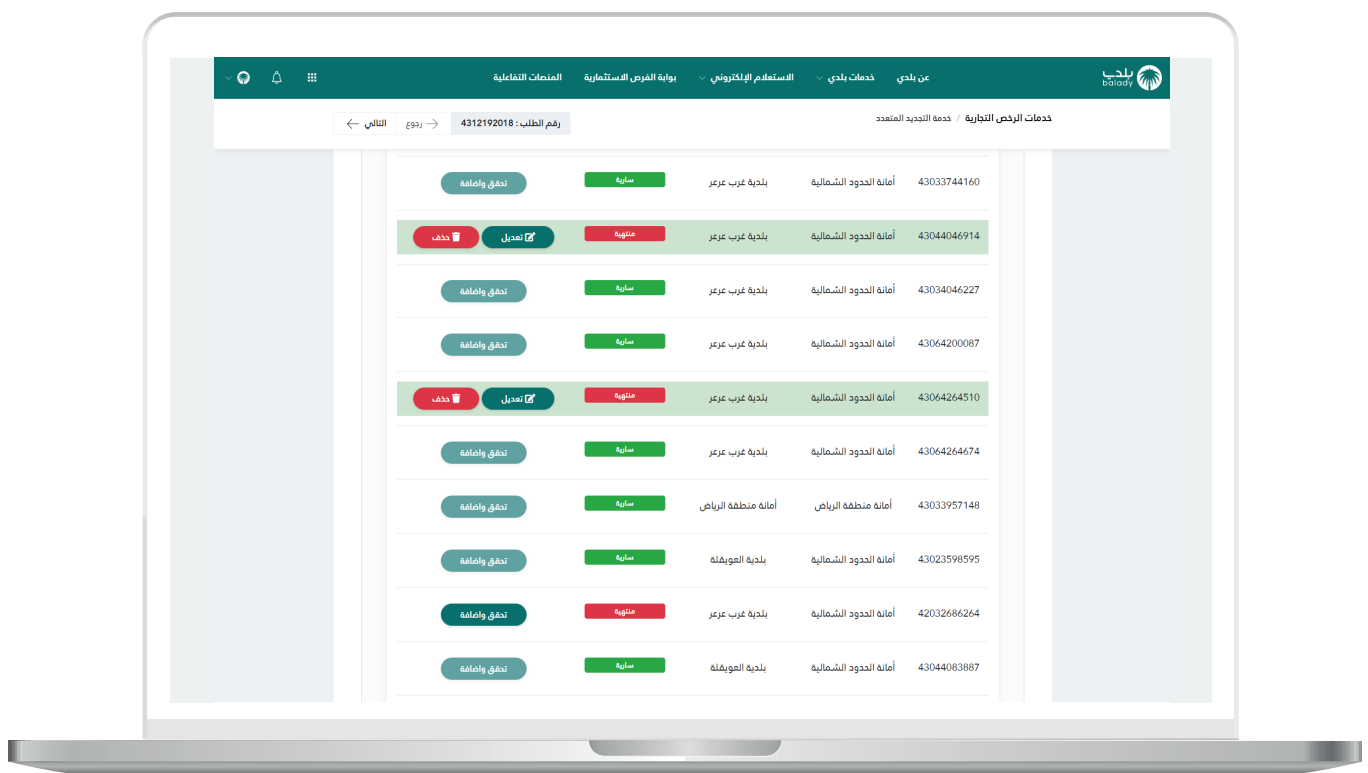 بلدي
balady
عن بلدي خدمات بلدي الاستعلام الإلكتروني بوابة الفرص الاستثمارية المنصات التفاعلية
خدمات الرخص التجارية / خدمة التجديد المتعدد رقم الطلب : 4312192018 رجوع التالي
43033744160 أمانة الحدود الشمالية بلدية غرب عرعر سارية تحقق واضافة
43044046914 أمانة الحدود الشمالية بلدية غرب عرعر منتهية تعديل حذف
43034046227 أمانة الحدود الشمالية بلدية غرب عرعر سارية تحقق واضافة
43064200087 أمانة الحدود الشمالية بلدية غرب عرعر سارية تحقق واضافة
43064264510 أمانة الحدود الشمالية بلدية غرب عرعر منتهية تعديل حذف
43064264674 أمانة الحدود الشمالية بلدية غرب عرعر سارية تحقق واضافة
43033957148 أمانة منطقة الرياض أمانة منطقة الرياض سارية تحقق واضافة
43023598595 أمانة الحدود الشمالية بلدية العويقلة سارية تحقق واضافة
42032686264 أمانة الحدود الشمالية بلدية غرب عرعر منتهية تحقق واضافة
43044083887 أمانة الحدود الشمالية بلدية العويقلة سارية تحقق واضافة